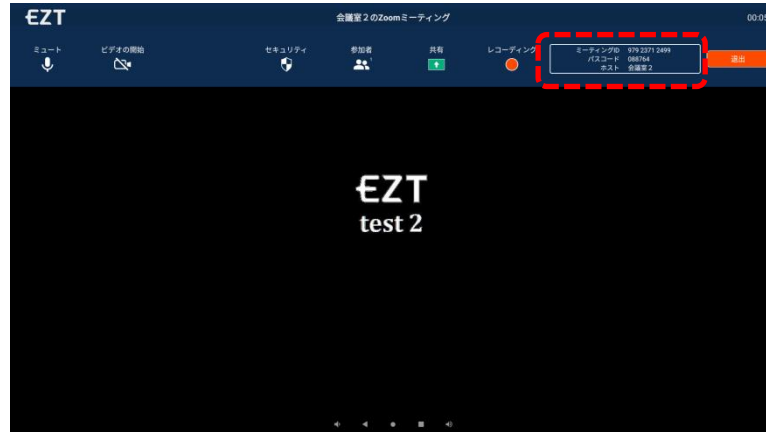 EZT
会議室２のZoomミーティング
00:05
ミュート
ビデオの開始
セキュリティ
参加者
1
共有
レコーディング
ミーティングID 979 2371 2499
パスコード 088764
ホスト 会議室２
退出
EZT
test 2